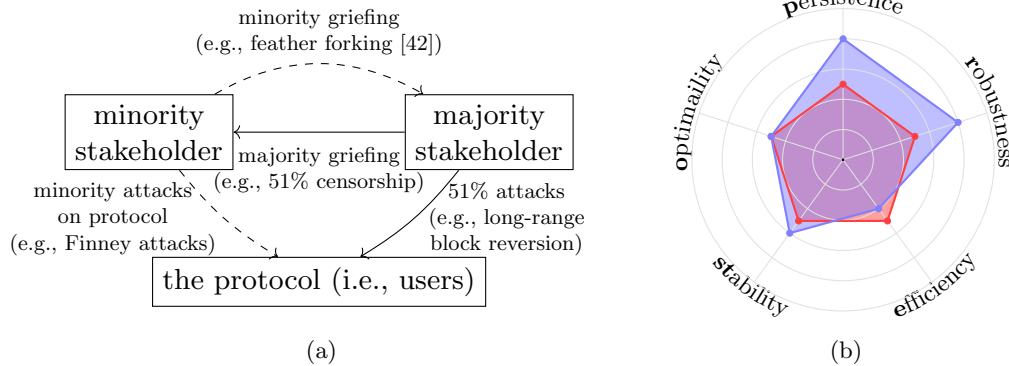 minority griefing
(e.g., feather forking [42])
minority
stakeholder
majority
stakeholder
majority griefing
(e.g., 51% censorship)
minority attacks
on protocol
(e.g., Finney attacks)
51% attacks
(e.g., long-range
block reversion)
the protocol (i.e., users)
(a)
persistence
robustness
efficiency
stability
optimaility
(b)